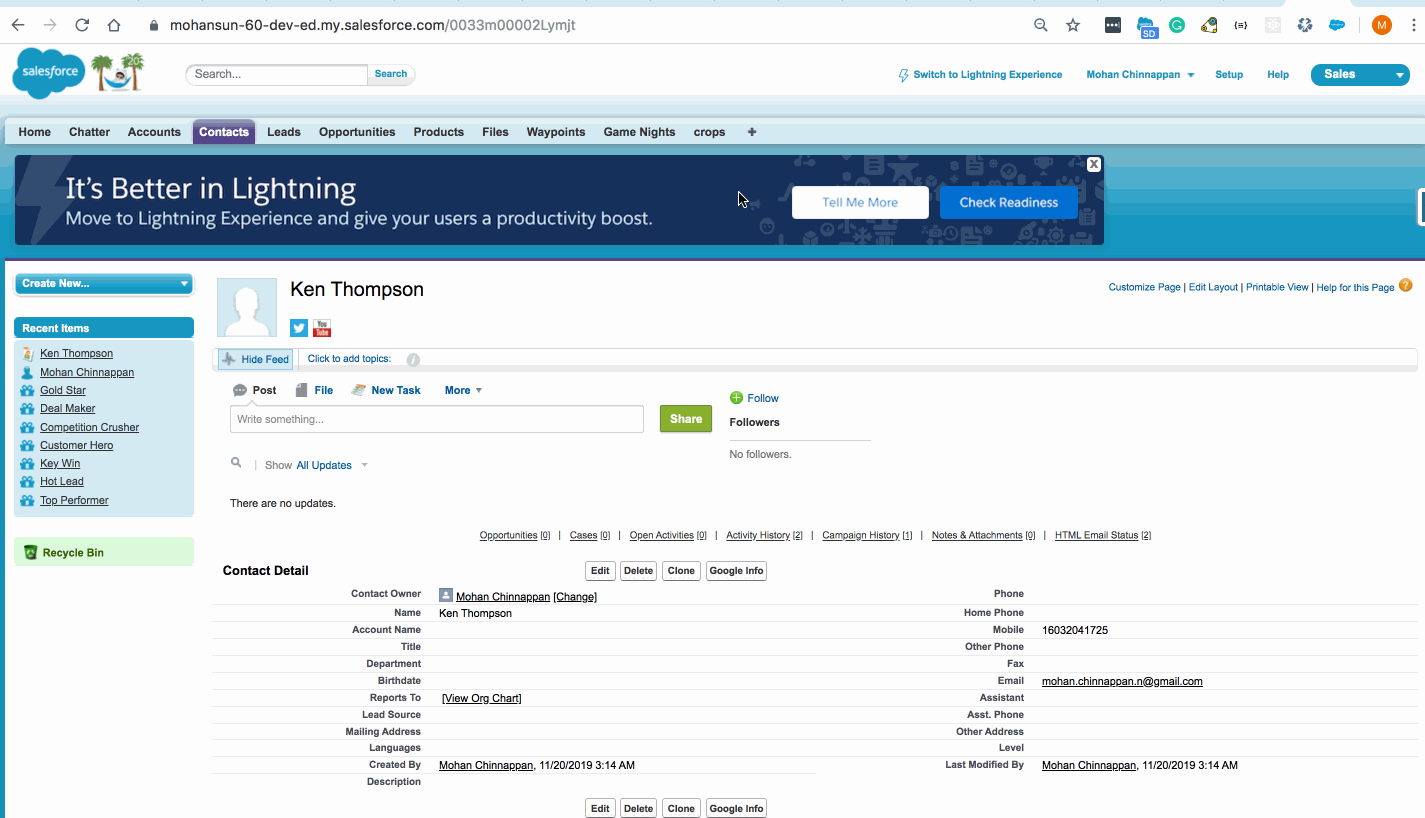 mohansun-60-dev-ed.my.salesforce.com/0033m00002Lymjt
SD
{=}
M
salesforce
20
Search...
Search
Switch to Lightning Experience
Mohan Chinnappan
Setup
Help
Sales
Home Chatter Accounts Contacts Leads Opportunities Products Files Waypoints Game Nights crops +
It's Better in Lightning
Move to Lightning Experience and give your users a productivity boost.
Tell Me More
Check Readiness
X
Create New...
Recent Items
Ken Thompson
Mohan Chinnappan
Gold Star
Deal Maker
Competition Crusher
Customer Hero
Key Win
Hot Lead
Top Performer
Recycle Bin
Ken Thompson
Customize Page | Edit Layout | Printable View | Help for this Page ?
You Tube
Hide Feed
Click to add topics:
i
Post File New Task More
Write something...
Share
Follow
Followers
No followers.
| Show All Updates
There are no updates.
Opportunities [0] | Cases [0] | Open Activities [0] | Activity History [2] | Campaign History [1] | Notes & Attachments [0] | HTML Email Status [2]
Contact Detail
Edit Delete Clone Google Info
Contact Owner Mohan Chinnappan [Change] Phone
Name Ken Thompson Home Phone
Account Name Mobile 16032041725
Title Other Phone
Department Fax
Birthdate Email mohan.chinnappan.n@gmail.com
Reports To [View Org Chart] Assistant
Lead Source Asst. Phone
Mailing Address Other Address
Languages Level
Created By Mohan Chinnappan, 11/20/2019 3:14 AM Last Modified By Mohan Chinnappan, 11/20/2019 3:14 AM
Description
Edit Delete Clone Google Info